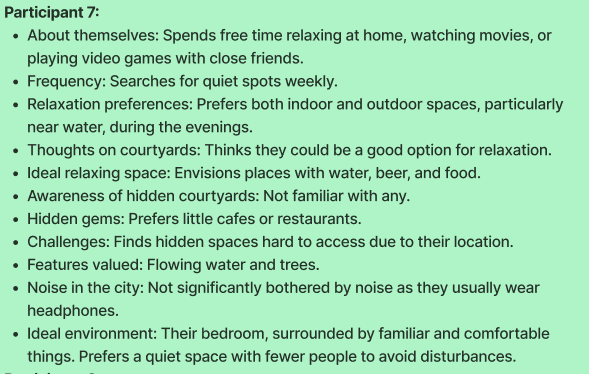 Participant 7:
• About themselves: Spends free time relaxing at home, watching movies, or
playing video games with close friends.
• Frequency: Searches for quiet spots weekly.
• Relaxation preferences: Prefers both indoor and outdoor spaces, particularly
near water, during the evenings.
• Thoughts on courtyards: Thinks they could be a good option for relaxation.
• Ideal relaxing space: Envisions places with water, beer, and food.
• Awareness of hidden courtyards: Not familiar with any.
• Hidden gems: Prefers little cafes or restaurants.
• Challenges: Finds hidden spaces hard to access due to their location.
• Features valued: Flowing water and trees.
• Noise in the city: Not significantly bothered by noise as they usually wear
headphones.
• Ideal environment: Their bedroom, surrounded by familiar and comfortable
things. Prefers a quiet space with fewer people to avoid disturbances.